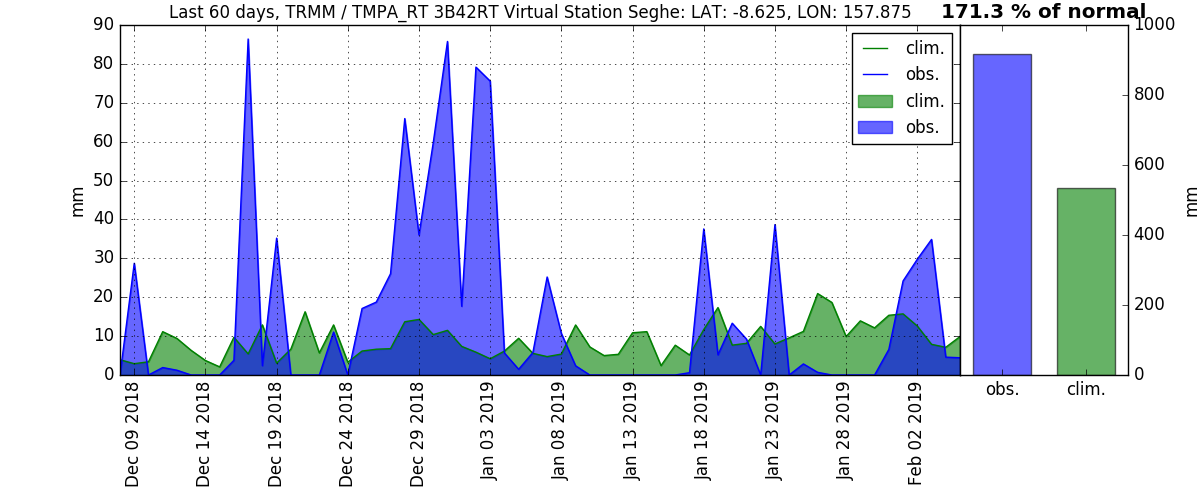 Last 60 days, TRMM / TMPA_RT 3B42RT Virtual Station Seghe: LAT: -8.625, LON: 157.875
171.3 % of normal
90
80
70
60
50
40
30
20
10
0
mm
clim.
obs.
clim.
obs.
1000
800
600
400
200
0
mm
obs.
clim.
Dec 09 2018
Dec 14 2018
Dec 19 2018
Dec 24 2018
Dec 29 2018
Jan 03 2019
Jan 08 2019
Jan 13 2019
Jan 18 2019
Jan 23 2019
Jan 28 2019
Feb 02 2019